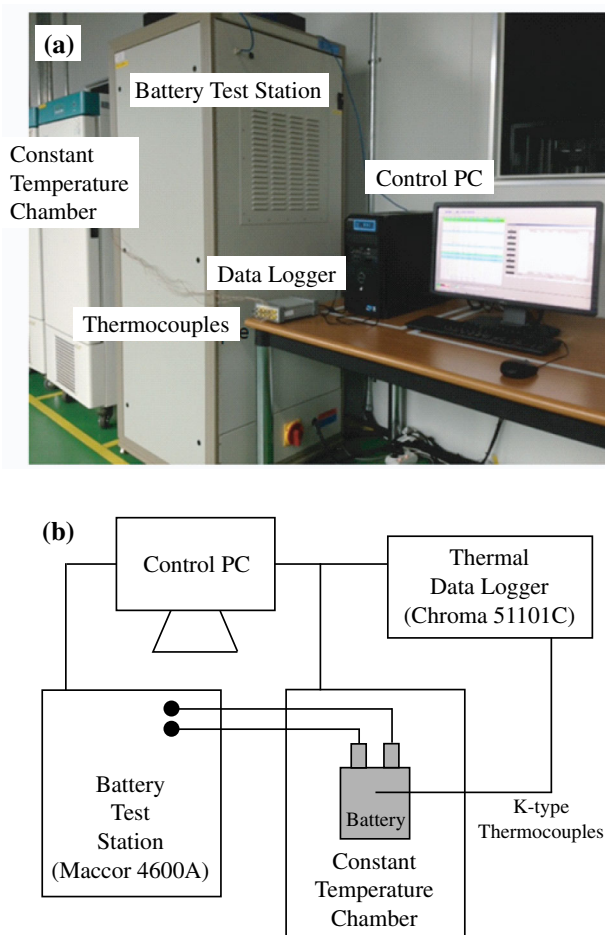 (a)
Battery Test Station
Constant
Temperature
Chamber
Control PC
Data Logger
Thermocouples
(b)
Control PC
Thermal
Data Logger
(Chroma 51101C)
Battery
Test
Station
(Maccor 4600A)
Battery
K-type
Thermocouples
Constant
Temperature
Chamber